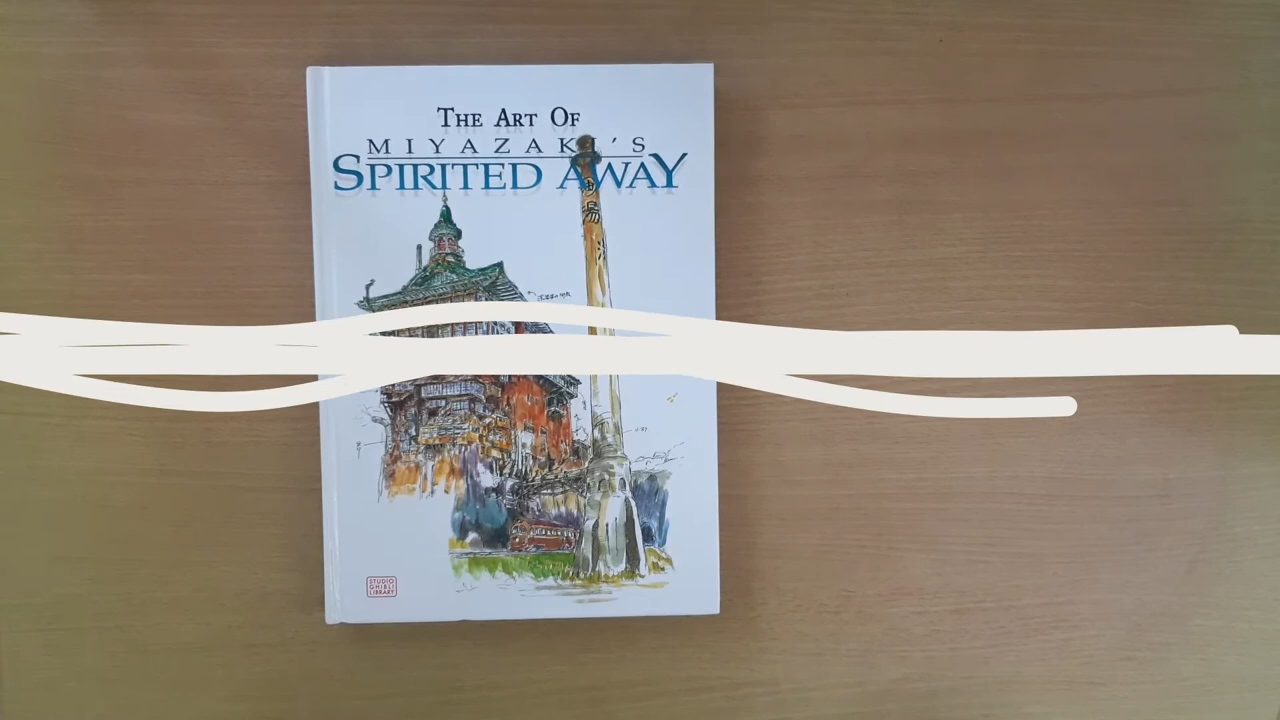 THE ART OF
MIYAZAKI'S
SPIRITED AWAY
STUDIO
GHIBLI
LIBRARY